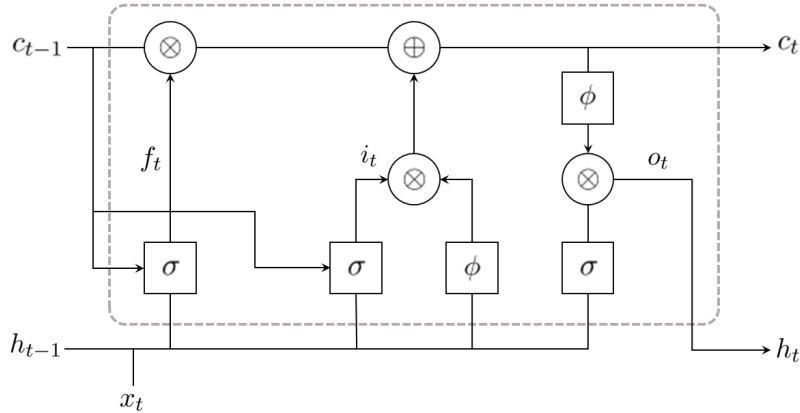 c_{t-1} ⊗ ⊕ c_t
φ
f_t i_t ⊗ ⊗ o_t
σ σ φ σ
h_{t-1} h_t
x_t